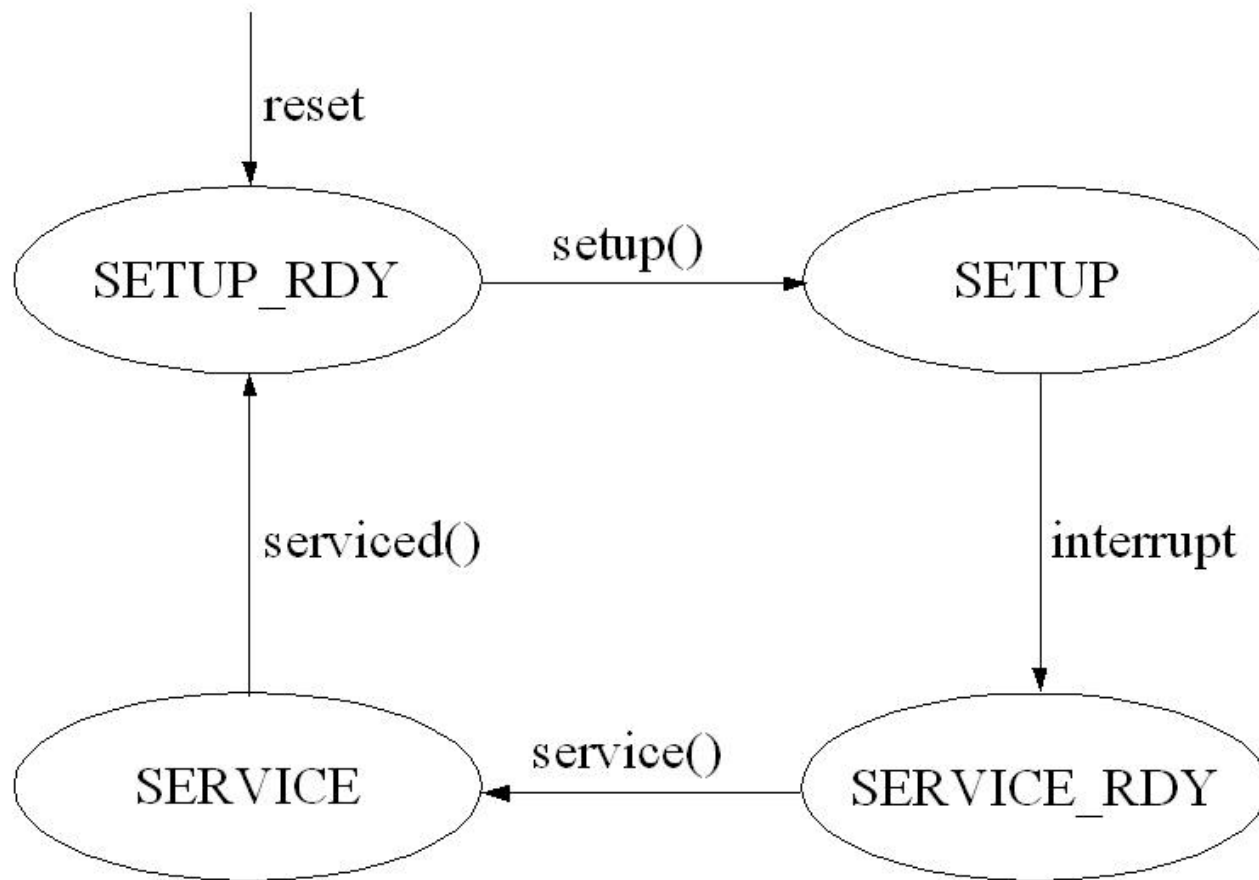 reset
SETUP_RDY
setup()
SETUP
serviced()
interrupt
SERVICE
service()
SERVICE_RDY